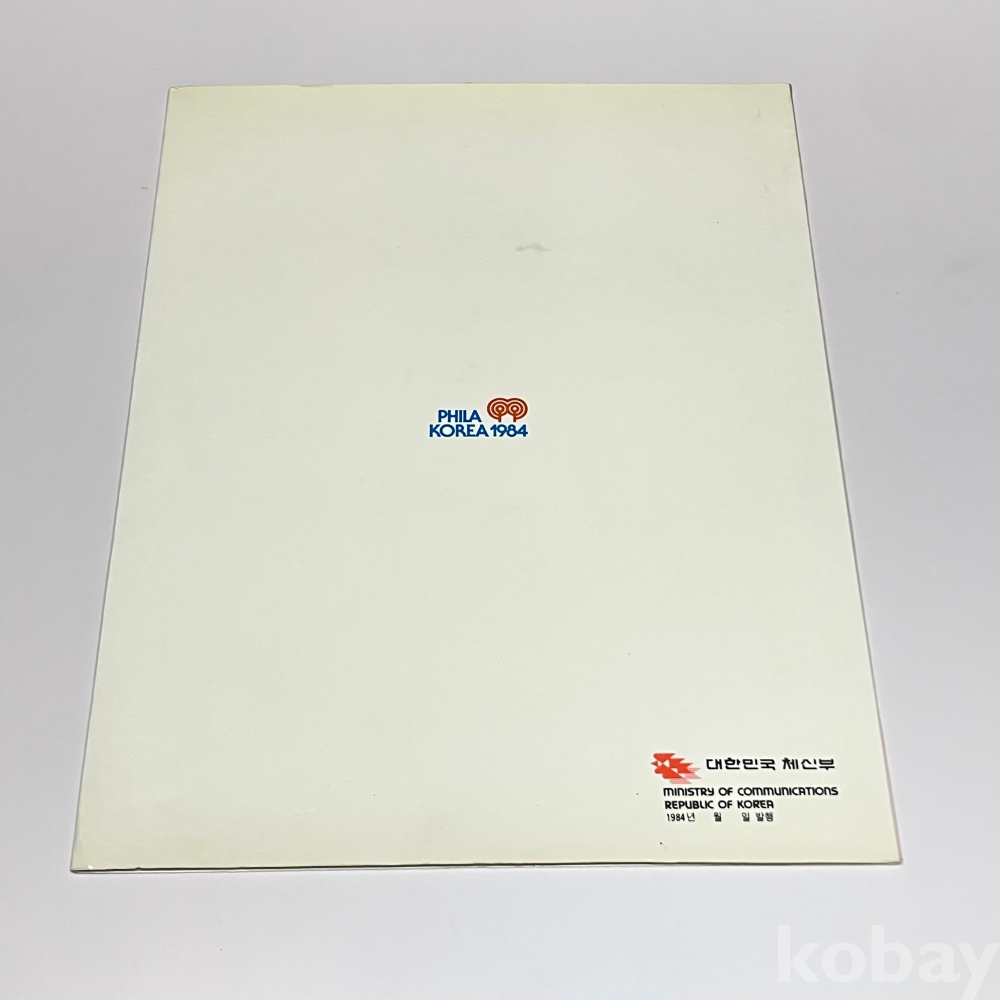 PHILA
KOREA 1984
대한민국 체신부
MINISTRY OF COMMUNICATIONS
REPUBLIC OF KOREA
1984년 월 일 발행
kobay